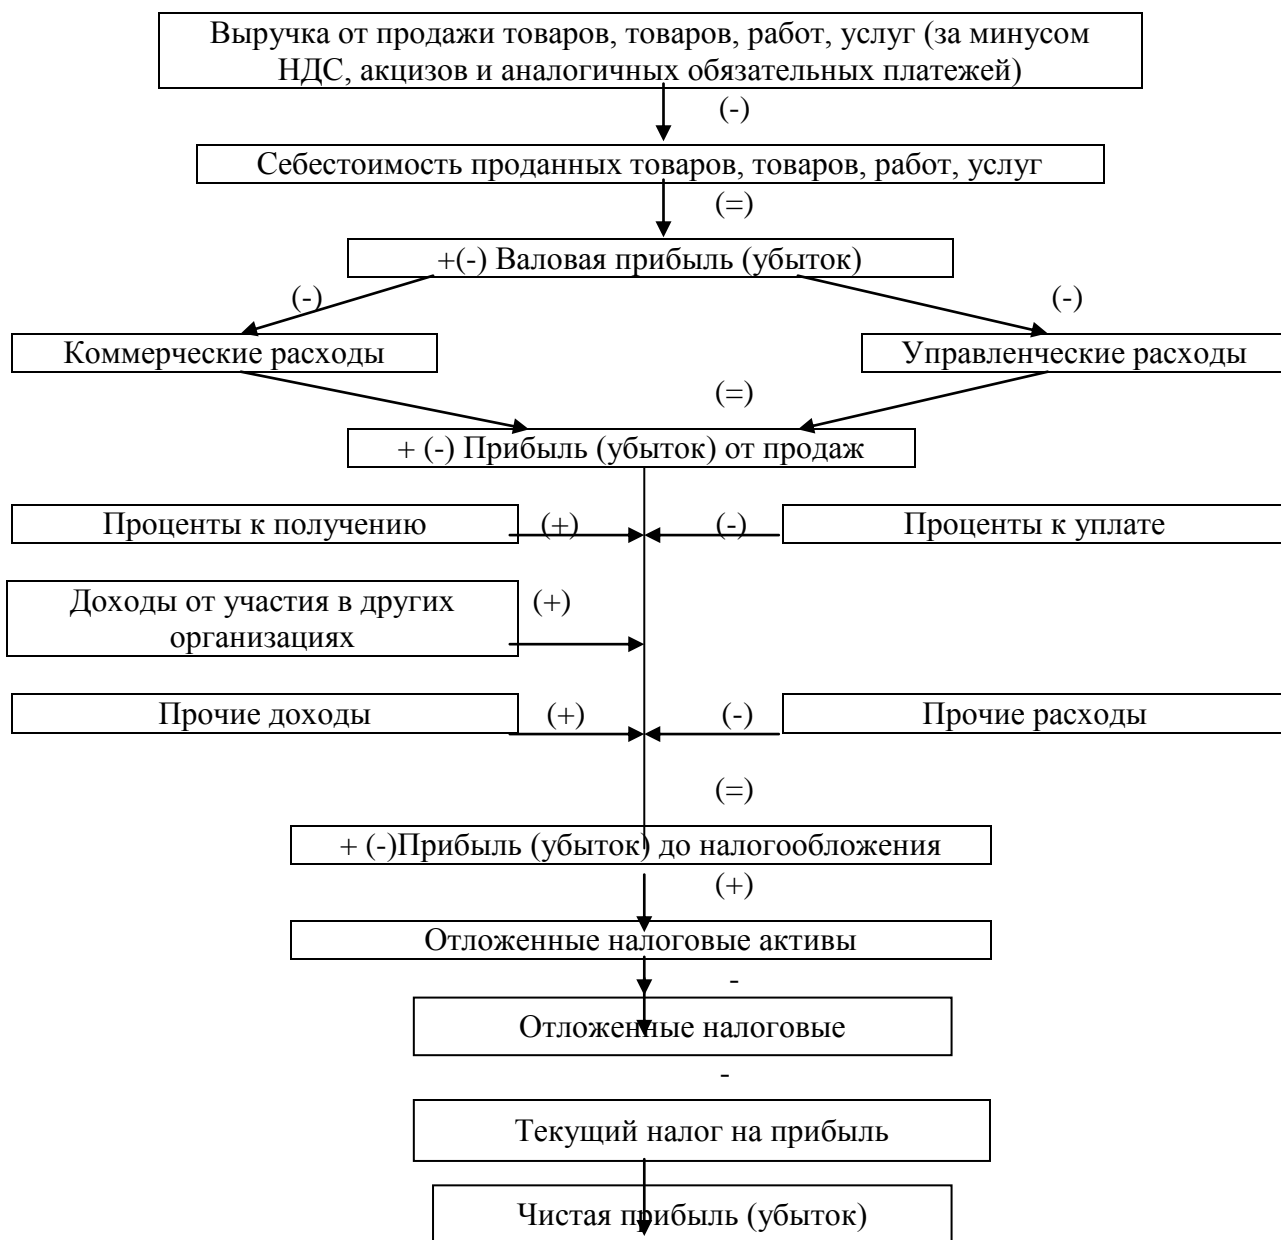 Выручка от продажи товаров, товаров, работ, услуг (за минусом
НДС, акцизов и аналогичных обязательных платежей)
(-)
Себестоимость проданных товаров, товаров, работ, услуг
(=)
+(-) Валовая прибыль (убыток)
(-) (-)
Коммерческие расходы Управленческие расходы
(=)
+ (-) Прибыль (убыток) от продаж
Проценты к получению (+) (-) Проценты к уплате
Доходы от участия в других (+)
организациях
Прочие доходы (+) (-) Прочие расходы
(=)
+ (-)Прибыль (убыток) до налогообложения
(+)
Отложенные налоговые активы
-
Отложенные налоговые
-
Текущий налог на прибыль
Чистая прибыль (убыток)